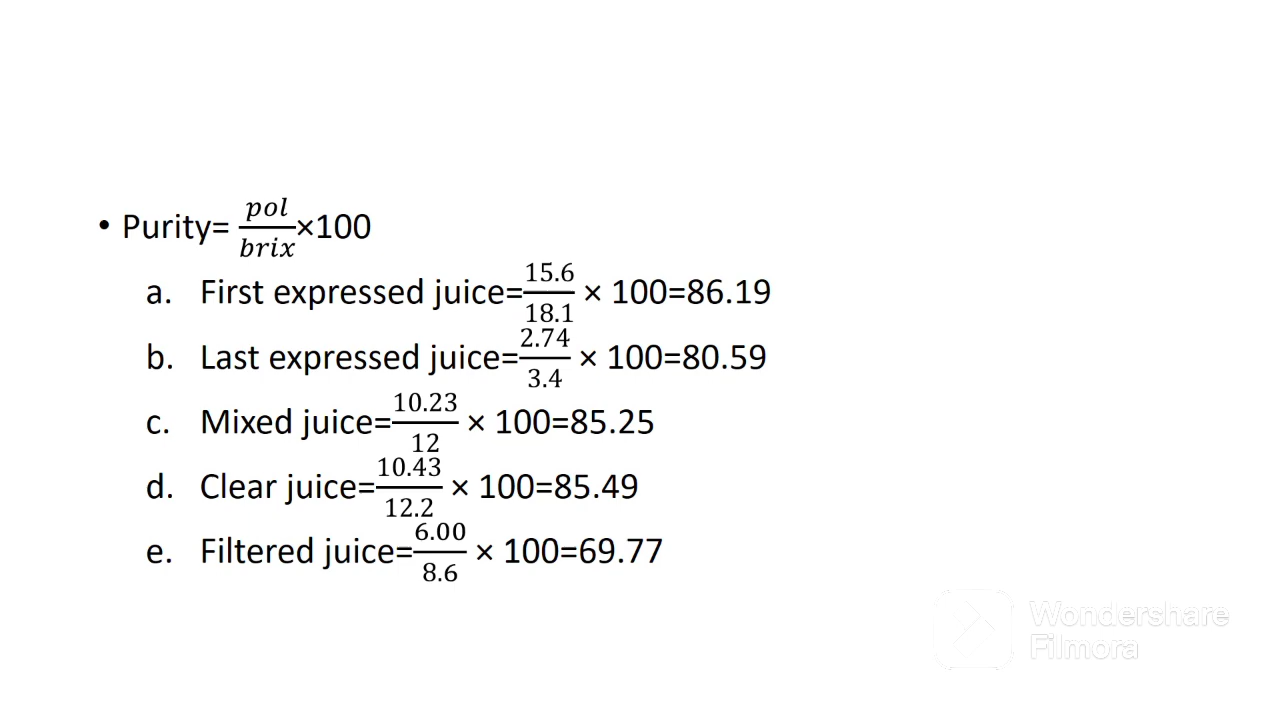 • Purity= pol/brix×100
a. First expressed juice=15.6/18.1 × 100=86.19
b. Last expressed juice=2.74/3.4 × 100=80.59
c. Mixed juice=10.23/12 × 100=85.25
d. Clear juice=10.43/12.2 × 100=85.49
e. Filtered juice=6.00/8.6 × 100=69.77
Wondershare
Filmora